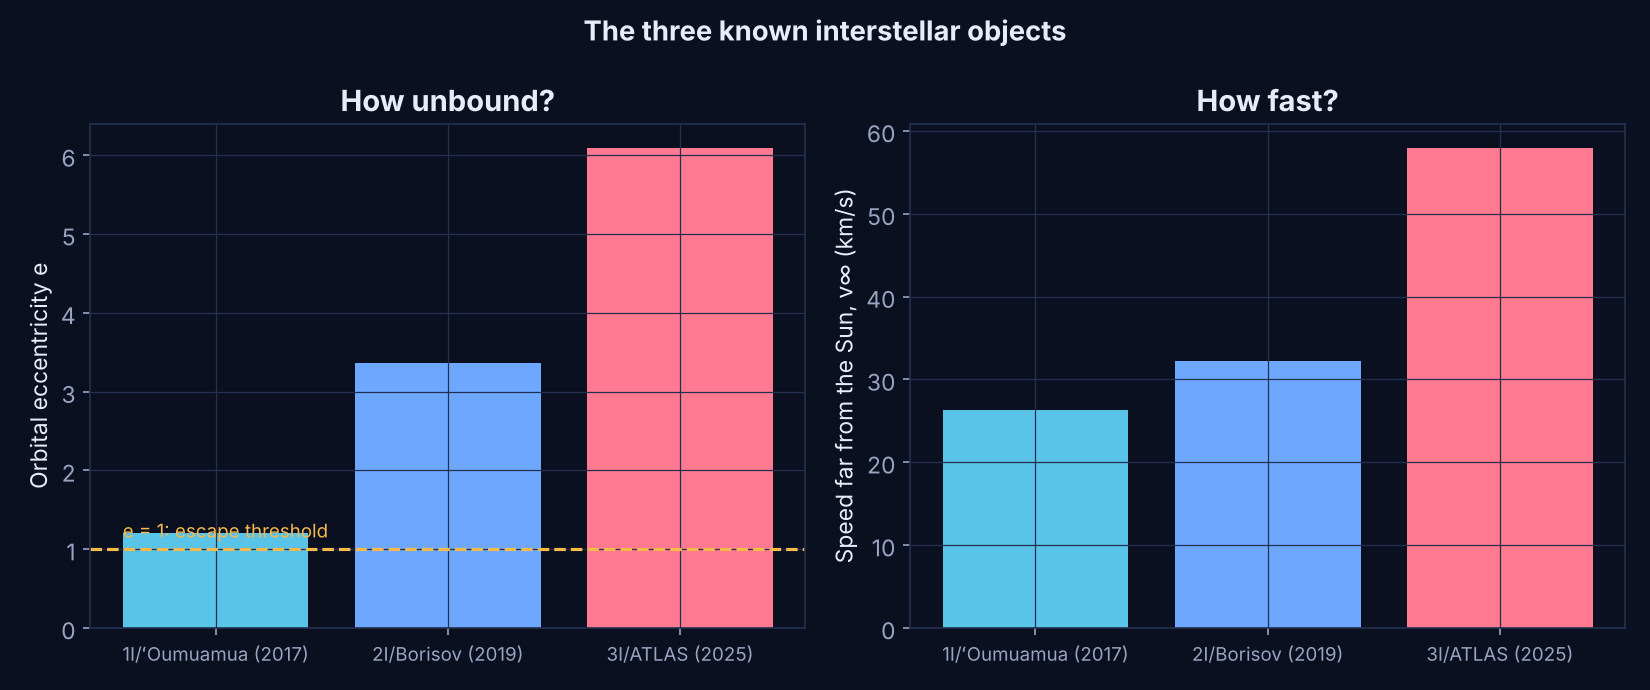 The three known interstellar objects
How unbound?
Orbital eccentricity e
6
5
4
3
2
1
0
e = 1: escape threshold
1I/ʻOumuamua (2017)
2I/Borisov (2019)
3I/ATLAS (2025)
How fast?
Speed far from the Sun, v∞ (km/s)
60
50
40
30
20
10
0
1I/ʻOumuamua (2017)
2I/Borisov (2019)
3I/ATLAS (2025)